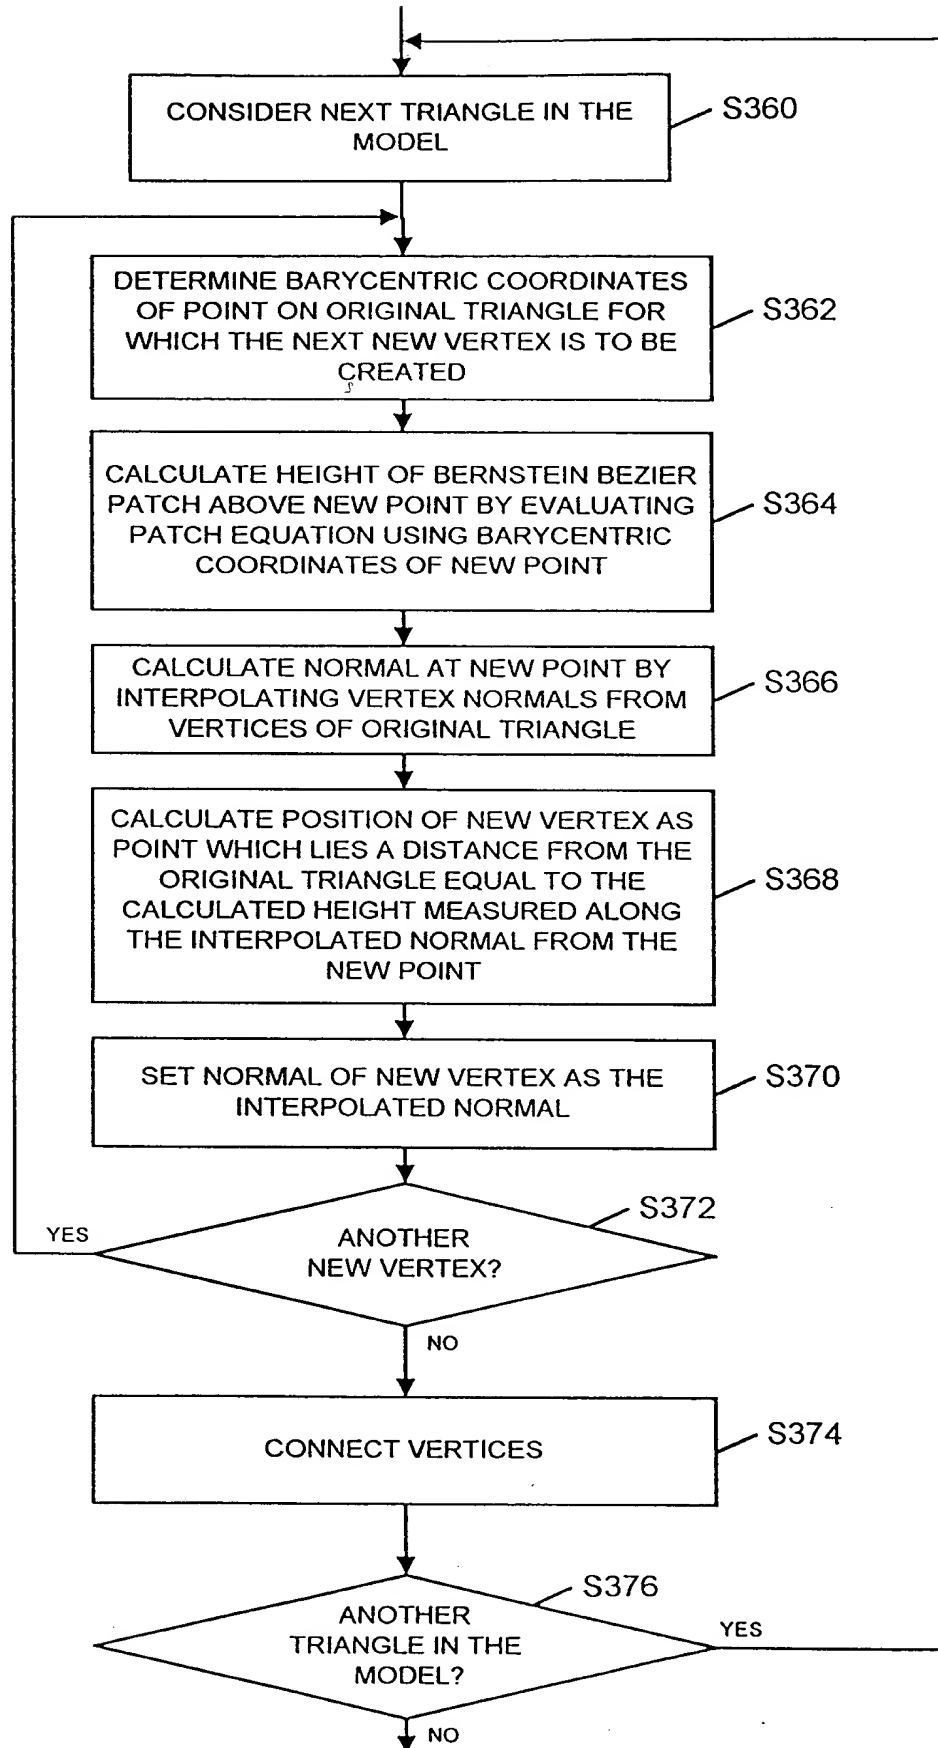 CONSIDER NEXT TRIANGLE IN THE
MODEL
S360
DETERMINE BARYCENTRIC COORDINATES
OF POINT ON ORIGINAL TRIANGLE FOR
WHICH THE NEXT NEW VERTEX IS TO BE
CREATED
S362
CALCULATE HEIGHT OF BERNSTEIN BEZIER
PATCH ABOVE NEW POINT BY EVALUATING
PATCH EQUATION USING BARYCENTRIC
COORDINATES OF NEW POINT
S364
CALCULATE NORMAL AT NEW POINT BY
INTERPOLATING VERTEX NORMALS FROM
VERTICES OF ORIGINAL TRIANGLE
S366
CALCULATE POSITION OF NEW VERTEX AS
POINT WHICH LIES A DISTANCE FROM THE
ORIGINAL TRIANGLE EQUAL TO THE
CALCULATED HEIGHT MEASURED ALONG
THE INTERPOLATED NORMAL FROM THE
NEW POINT
S368
SET NORMAL OF NEW VERTEX AS THE
INTERPOLATED NORMAL
S370
ANOTHER
NEW VERTEX?
S372
YES
NO
CONNECT VERTICES
S374
ANOTHER
TRIANGLE IN THE
MODEL?
S376
YES
NO